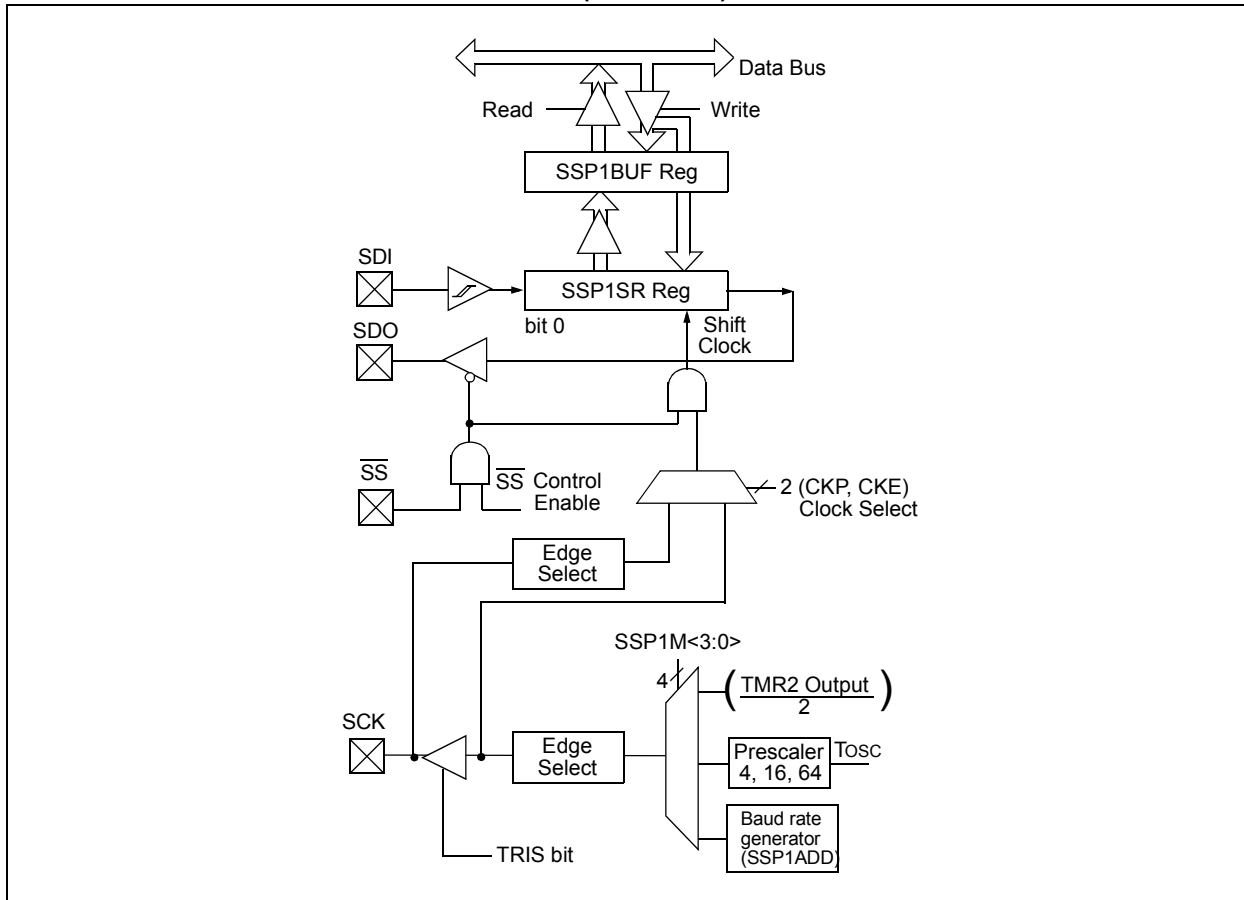 Data Bus
Read
Write
SSP1BUF Reg
SDI
SSP1SR Reg
bit 0
Shift
Clock
SDO
SS
SS Control
Enable
2 (CKP, CKE)
Clock Select
Edge
Select
SSP1M<3:0>
4
(TMR2 Output)
2
SCK
Edge
Select
Prescaler
4, 16, 64
TOSC
Baud rate
generator
(SSP1ADD)
TRIS bit